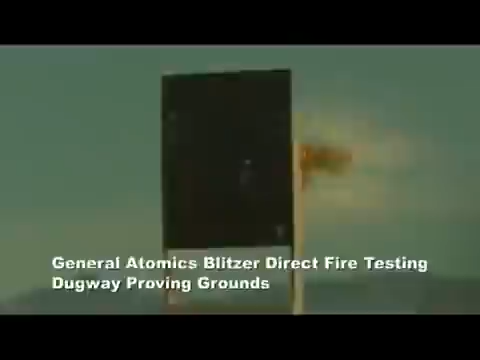 General Atomics Blitzer Direct Fire Testing
Dugway Proving Grounds